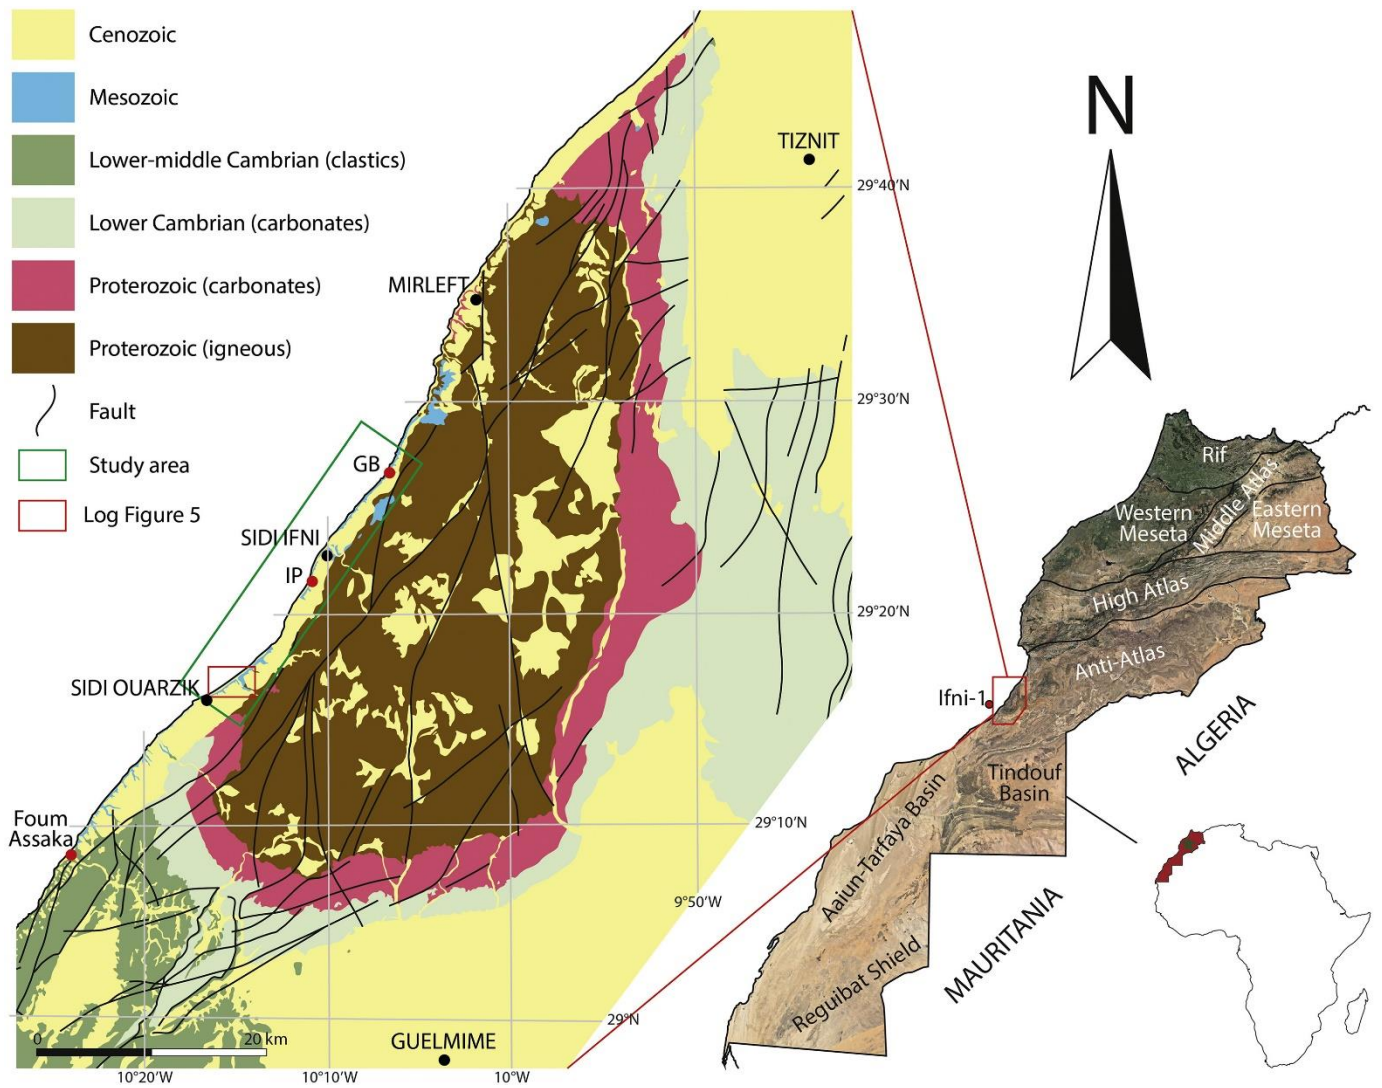 Cenozoic
Mesozoic
Lower-middle Cambrian (clastics)
Lower Cambrian (carbonates)
Proterozoic (carbonates)
Proterozoic (igneous)
Fault
Study area
Log Figure 5
TIZNIT
29°40'N
MIRLEFT
29°30'N
GB
SIDI IFNI
IP
29°20'N
SIDI OUARZIK
Foum
Assaka
29°10'N
9°50'W
29°N
GUELMIME
0
20 km
10°20'W
10°10'W
10°W
N
Rif
Middle Atlas
Western
Meseta
Eastern
Meseta
High Atlas
Anti-Atlas
Ifni-1
ALGERIA
Tindouf
Basin
Aaiun-Tarfaya Basin
MAURITANIA
Reguibat Shield